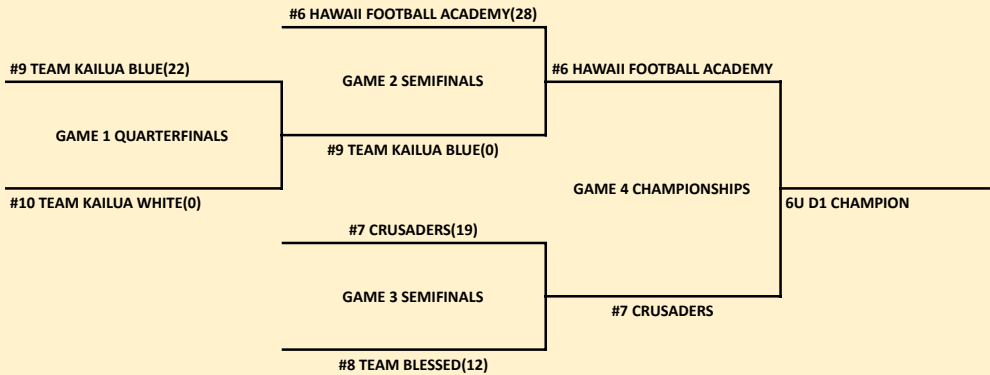 #6 HAWAII FOOTBALL ACADEMY(28)
#9 TEAM KAILUA BLUE(22)
GAME 2 SEMIFINALS
#6 HAWAII FOOTBALL ACADEMY
GAME 1 QUARTERFINALS
#9 TEAM KAILUA BLUE(0)
#10 TEAM KAILUA WHITE(0)
GAME 4 CHAMPIONSHIPS
6U D1 CHAMPION
#7 CRUSADERS(19)
GAME 3 SEMIFINALS
#7 CRUSADERS
#8 TEAM BLESSED(12)